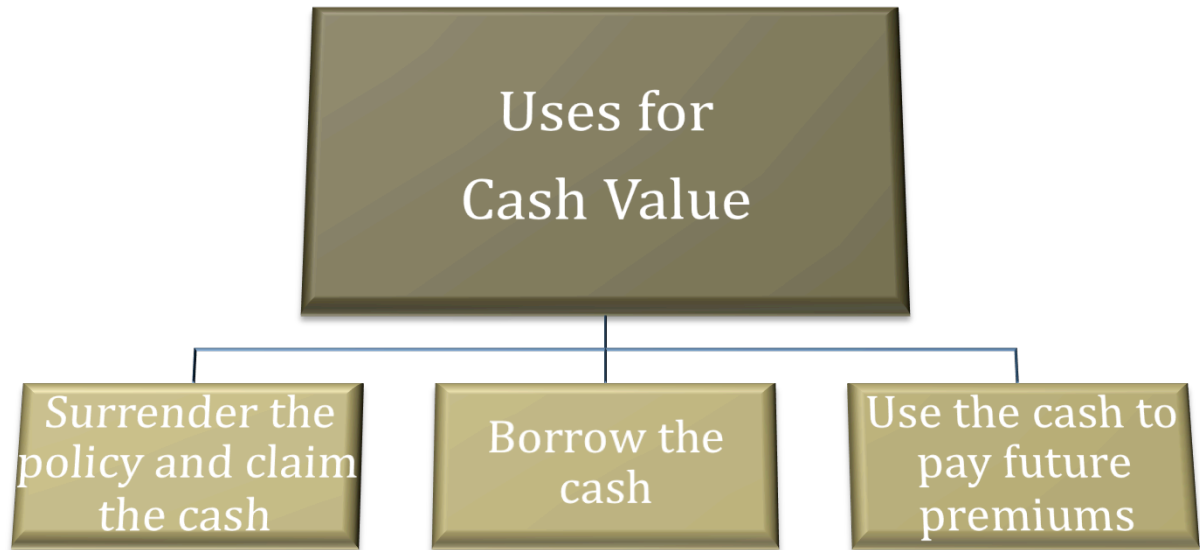 Uses for
Cash Value
Surrender the
policy and claim
the cash
Borrow the
cash
Use the cash to
pay future
premiums